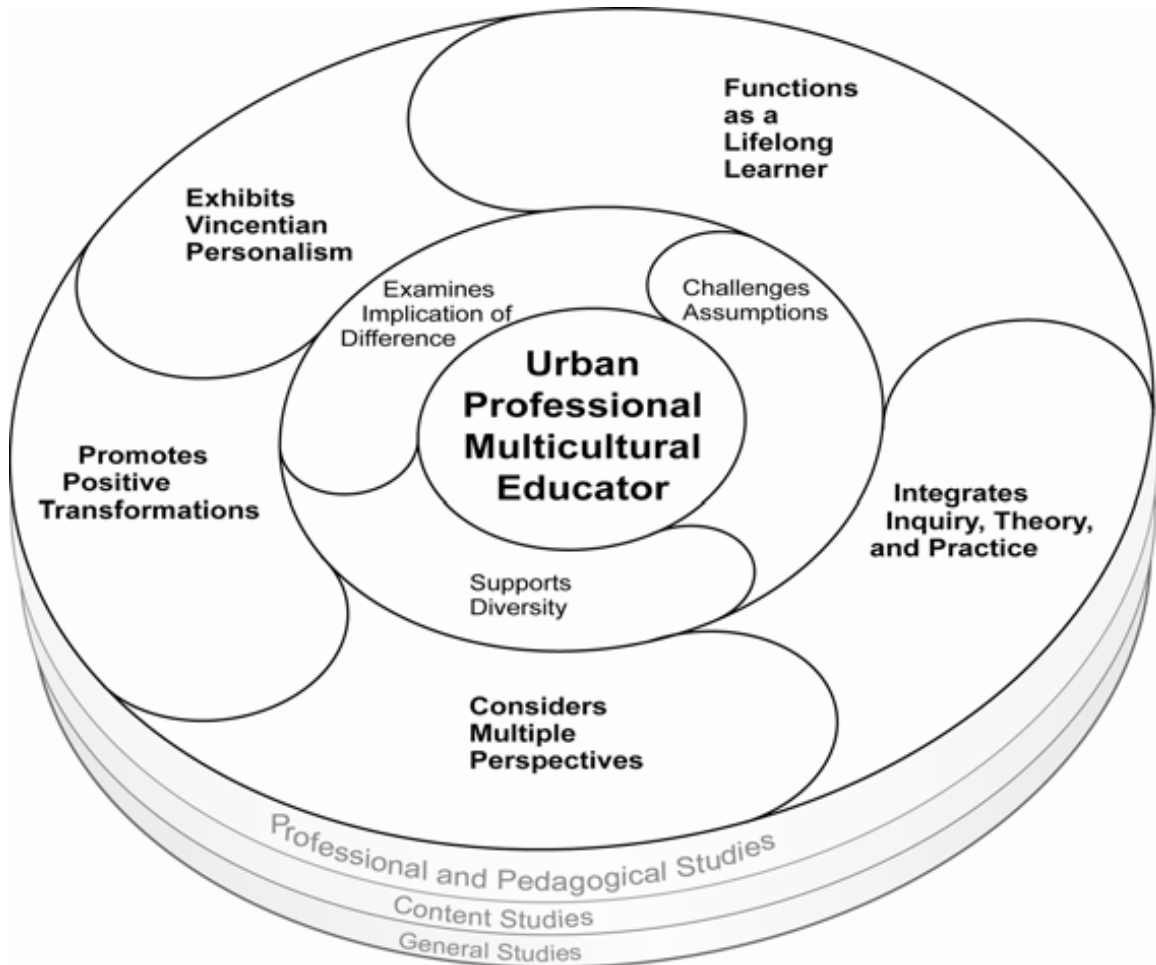 Functions
as a
Lifelong
Learner
Exhibits
Vincentian
Personalism
Examines
Implication of
Difference
Challenges
Assumptions
Urban
Professional
Multicultural
Educator
Promotes
Positive
Transformations
Integrates
Inquiry, Theory,
and Practice
Supports
Diversity
Considers
Multiple
Perspectives
Professional and Pedagogical Studies
Content Studies
General Studies